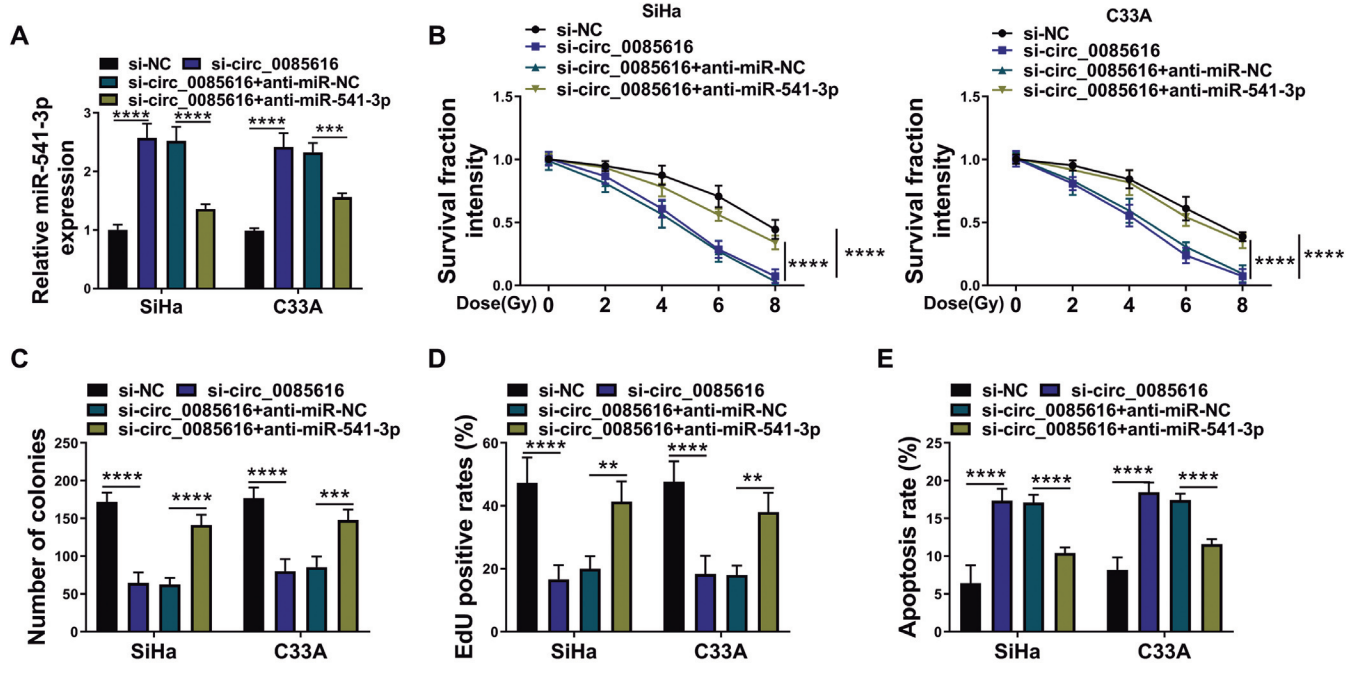 A
si-NC si-circ_0085616
si-circ_0085616+anti-miR-NC
si-circ_0085616+anti-miR-541-3p
Relative miR-541-3p
expression
3
2
1
0
**** **** **** ***
SiHa C33A
B
SiHa
si-NC
si-circ_0085616
si-circ_0085616+anti-miR-NC
si-circ_0085616+anti-miR-541-3p
Survival fraction
intensity
1.5
1.0
0.5
0.0
**** ****
Dose(Gy) 0 2 4 6 8
C33A
si-NC
si-circ_0085616
si-circ_0085616+anti-miR-NC
si-circ_0085616+anti-miR-541-3p
Survival fraction
intensity
1.5
1.0
0.5
0.0
**** ****
Dose(Gy) 0 2 4 6 8
C
si-NC si-circ_0085616
si-circ_0085616+anti-miR-NC
si-circ_0085616+anti-miR-541-3p
Number of colonies
250
200
150
100
50
0
**** **** **** ***
SiHa C33A
D
si-NC si-circ_0085616
si-circ_0085616+anti-miR-NC
si-circ_0085616+anti-miR-541-3p
EdU positive rates (%)
60
40
20
0
**** ** **** **
SiHa C33A
E
si-NC si-circ_0085616
si-circ_0085616+anti-miR-NC
si-circ_0085616+anti-miR-541-3p
Apoptosis rate (%)
25
20
15
10
5
0
**** **** **** ****
SiHa C33A